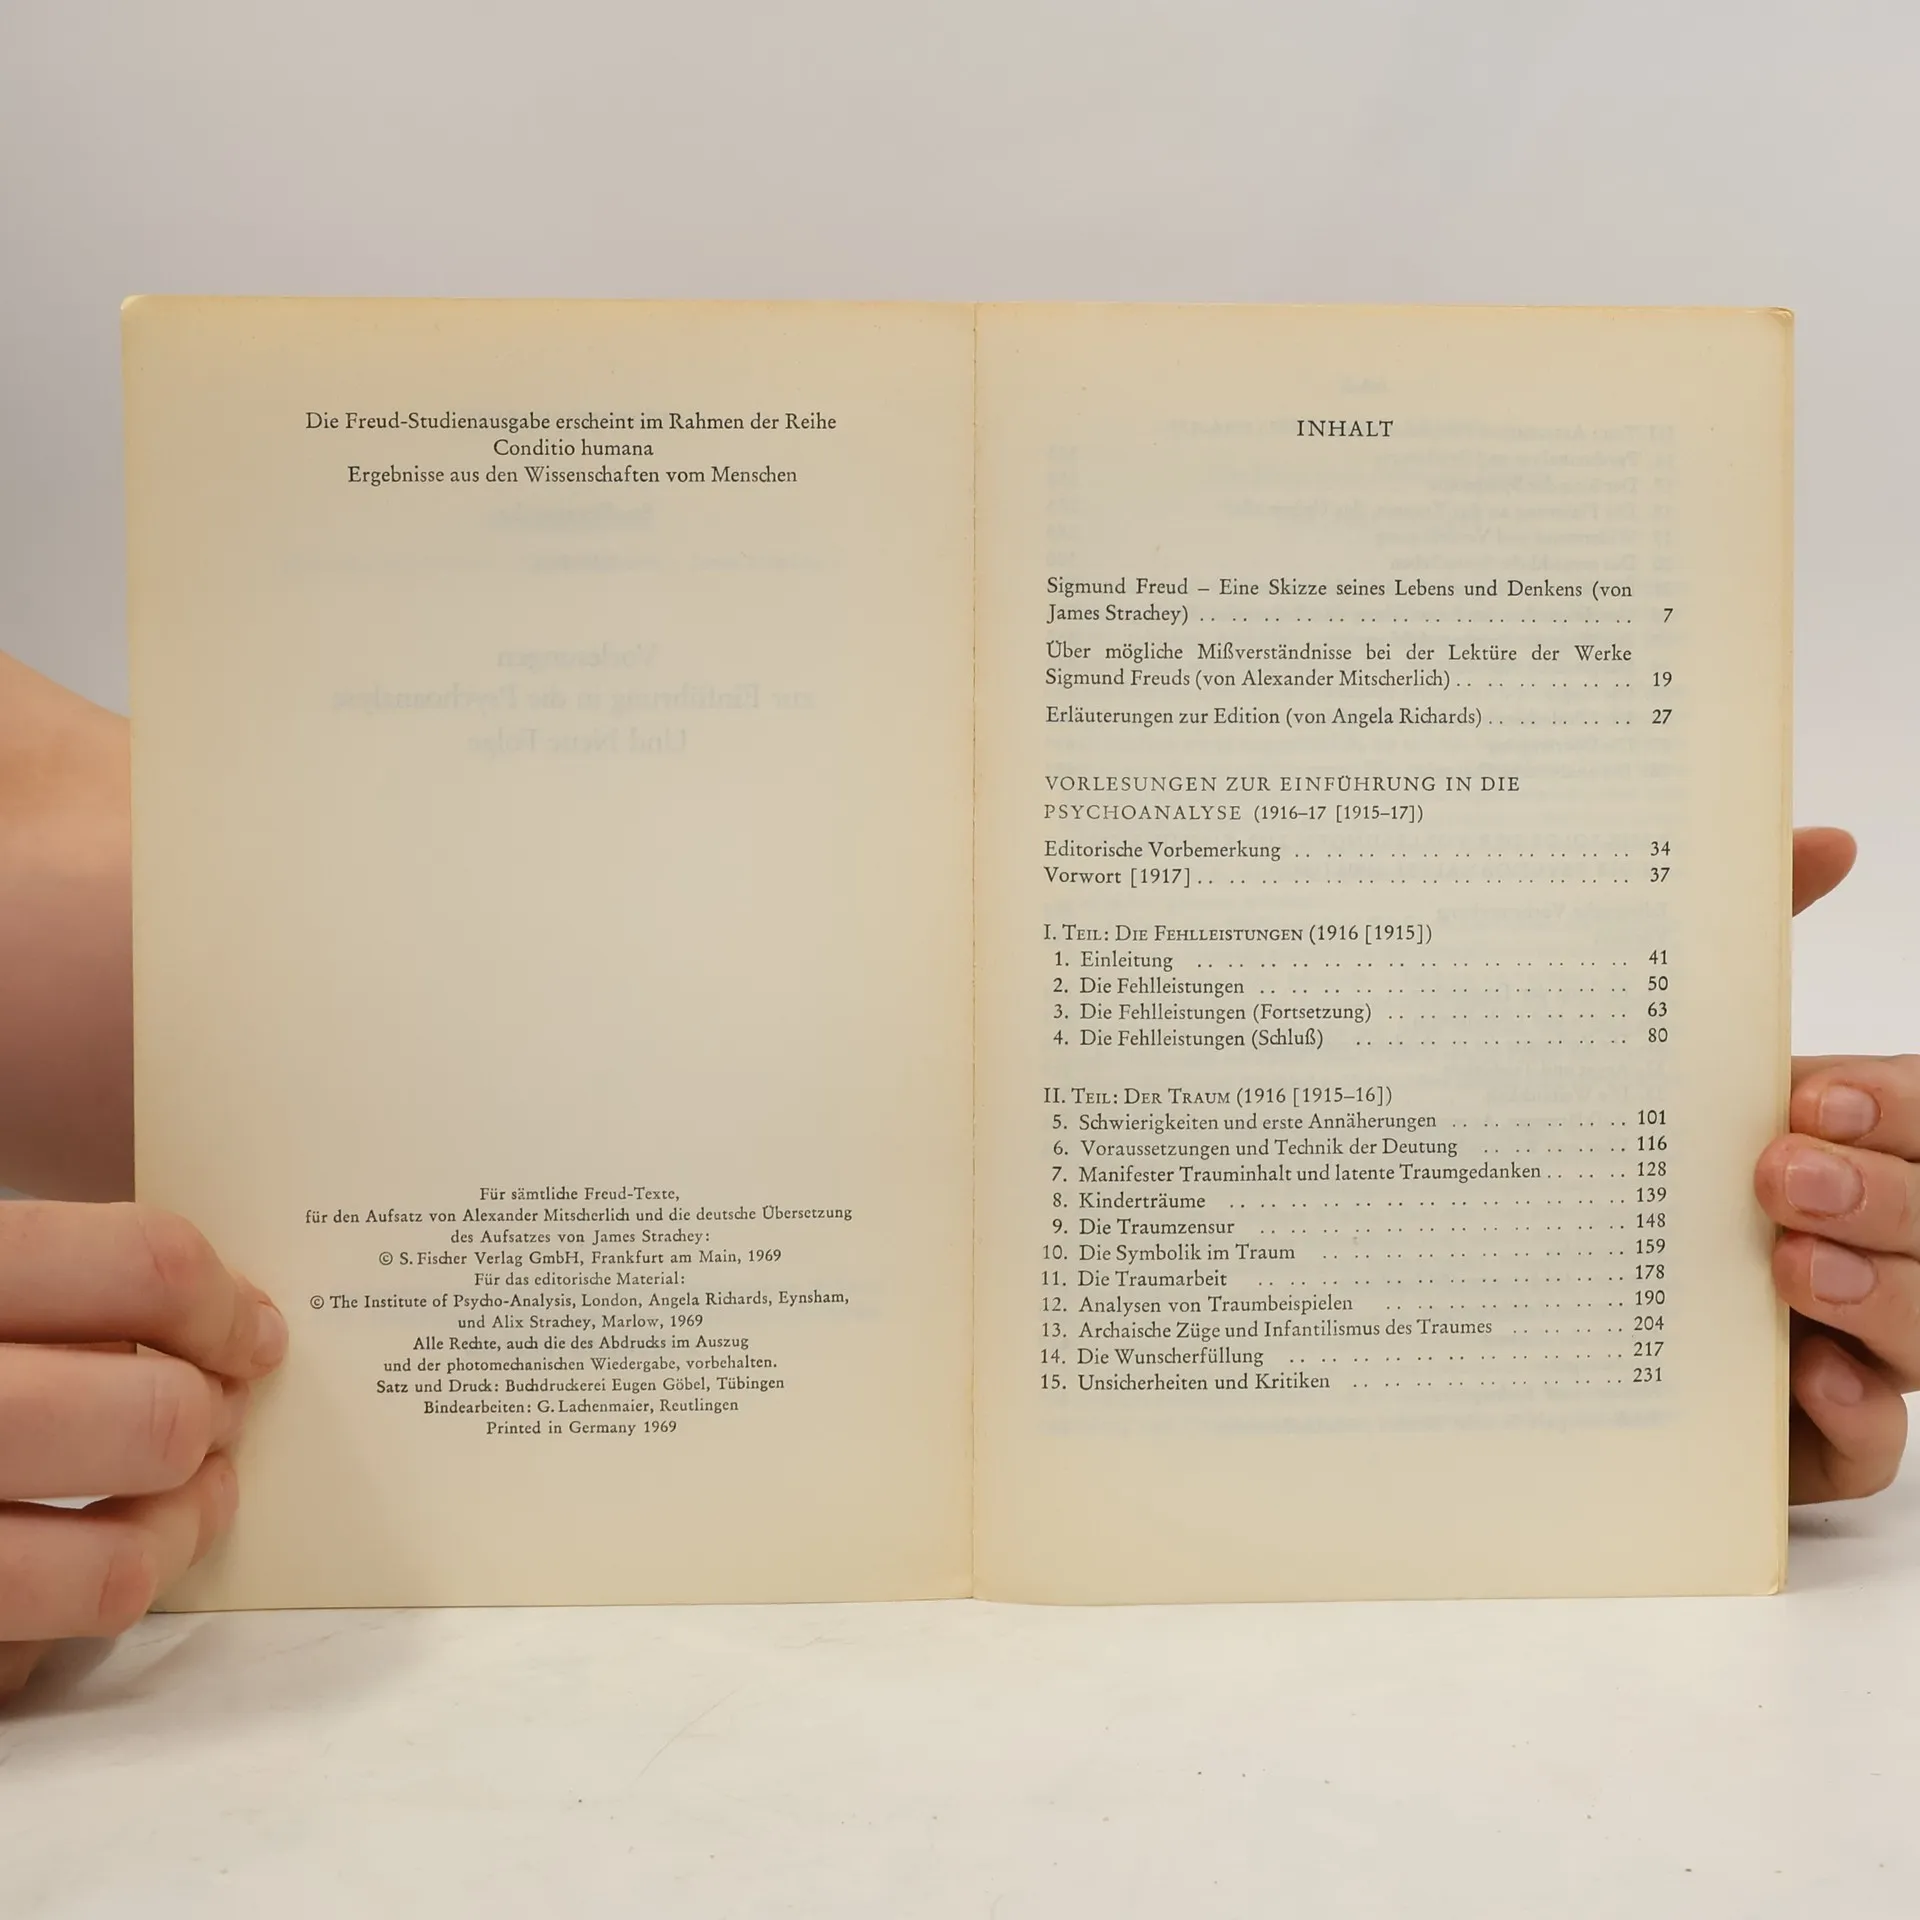 Die Freud-Studienausgabe erscheint im Rahmen der Reihe
Conditio humana
Ergebnisse aus den Wissenschaften vom Menschen
Für sämtliche Freud-Texte,
für den Aufsatz von Alexander Mitscherlich und die deutsche Übersetzung
des Aufsatzes von James Strachey:
© S. Fischer Verlag GmbH, Frankfurt am Main, 1969
Für das editorische Material:
© The Institute of Psycho-Analysis, London, Angela Richards, Eynsham,
und Alix Strachey, Marlow, 1969
Alle Rechte, auch die des Abdrucks im Auszug
und der photomechanischen Wiedergabe, vorbehalten.
Satz und Druck: Buchdruckerei Eugen Göbel, Tübingen
Bindearbeiten: G. Lachenmaier, Reutlingen
Printed in Germany 1969
INHALT
Sigmund Freud – Eine Skizze seines Lebens und Denkens (von
James Strachey) . . . . . . . . . . . . . . . . . . . . . . . . 7
Über mögliche Mißverständnisse bei der Lektüre der Werke
Sigmund Freuds (von Alexander Mitscherlich) . . . . . . . . . 19
Erläuterungen zur Edition (von Angela Richards) . . . . . . . . 27
VORLESUNGEN ZUR EINFÜHRUNG IN DIE
PSYCHOANALYSE (1916–17 [1915–17])
Editorische Vorbemerkung . . . . . . . . . . . . . . . . . . 34
Vorwort [1917] . . . . . . . . . . . . . . . . . . . . . . . 37
I. TEIL: DIE FEHLLEISTUNGEN (1916 [1915])
1. Einleitung . . . . . . . . . . . . . . . . . . . . . . . 41
2. Die Fehlleistungen . . . . . . . . . . . . . . . . . . . 50
3. Die Fehlleistungen (Fortsetzung) . . . . . . . . . . . . 63
4. Die Fehlleistungen (Schluß) . . . . . . . . . . . . . . 80
II. TEIL: DER TRAUM (1916 [1915–16])
5. Schwierigkeiten und erste Annäherungen . . . . . . . . . 101
6. Voraussetzungen und Technik der Deutung . . . . . . . . 116
7. Manifester Trauminhalt und latente Traumgedanken . . . . . 128
8. Kinderträume . . . . . . . . . . . . . . . . . . . . . 139
9. Die Traumzensur . . . . . . . . . . . . . . . . . . . 148
10. Die Symbolik im Traum . . . . . . . . . . . . . . . . 159
11. Die Traumarbeit . . . . . . . . . . . . . . . . . . . 178
12. Analysen von Traumbeispielen . . . . . . . . . . . . . 190
13. Archaische Züge und Infantilismus des Traumes . . . . . . 204
14. Die Wunscherfüllung . . . . . . . . . . . . . . . . . 217
15. Unsicherheiten und Kritiken . . . . . . . . . . . . . . 231